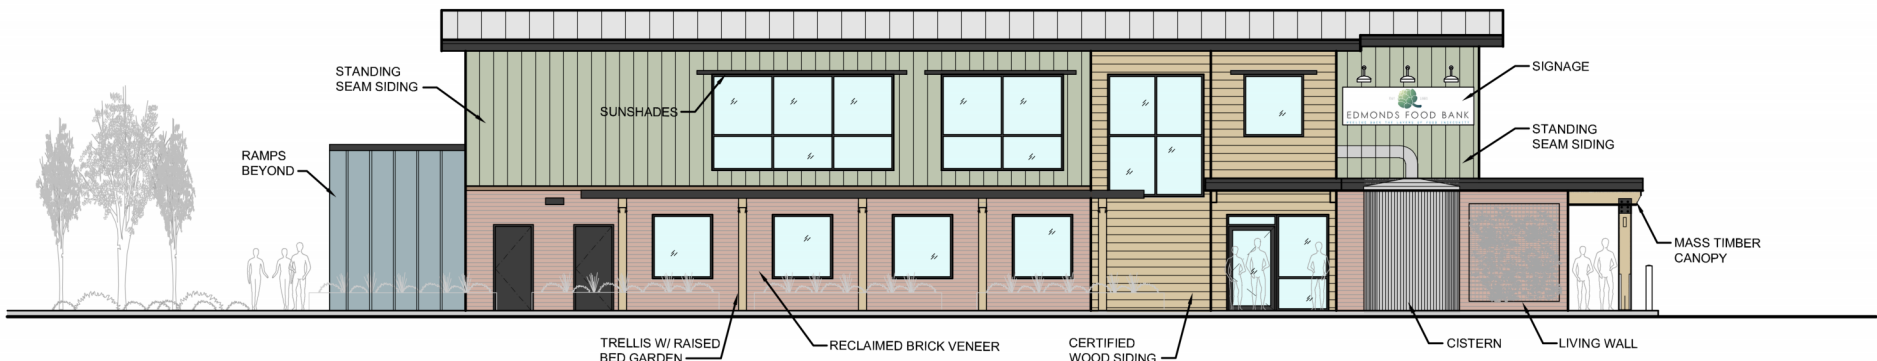 STANDING
SEAM SIDING
SUNSHADES
RAMPS
BEYOND
SIGNAGE
EDMONDS FOOD BANK
STANDING
SEAM SIDING
MASS TIMBER
CANOPY
TRELLIS W/ RAISED
BED GARDEN
RECLAIMED BRICK VENEER
CERTIFIED
WOOD SIDING
CISTERN
LIVING WALL